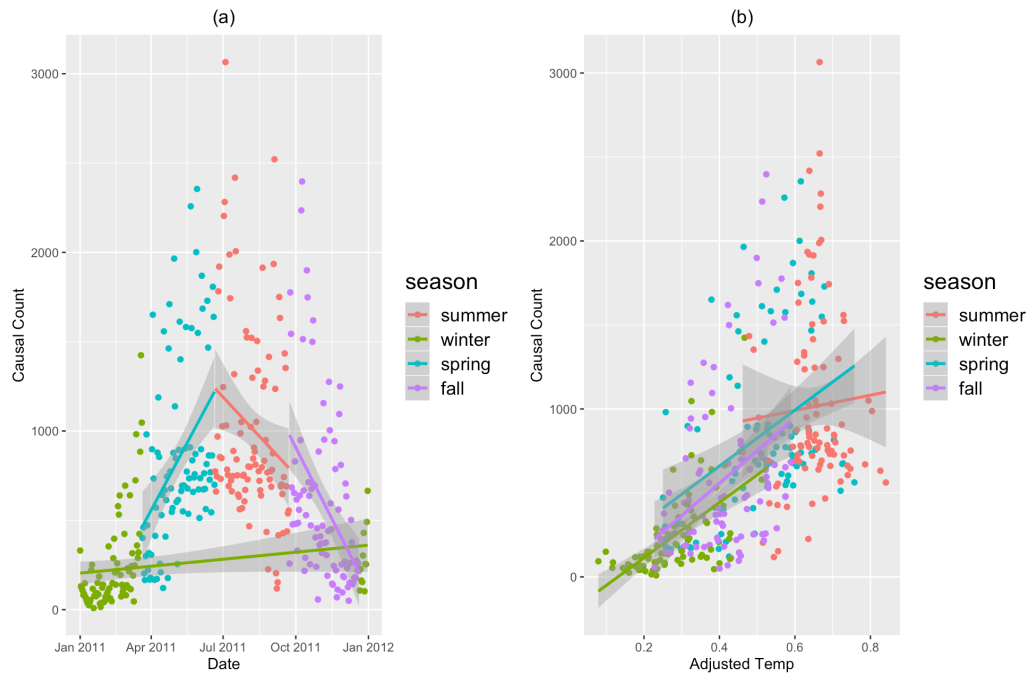 (a)
3000
2000
1000
0
Causal Count
Jan 2011 Apr 2011 Jul 2011 Oct 2011 Jan 2012
Date
season
summer
winter
spring
fall
(b)
3000
2000
1000
0
Causal Count
0.2 0.4 0.6 0.8
Adjusted Temp
season
summer
winter
spring
fall